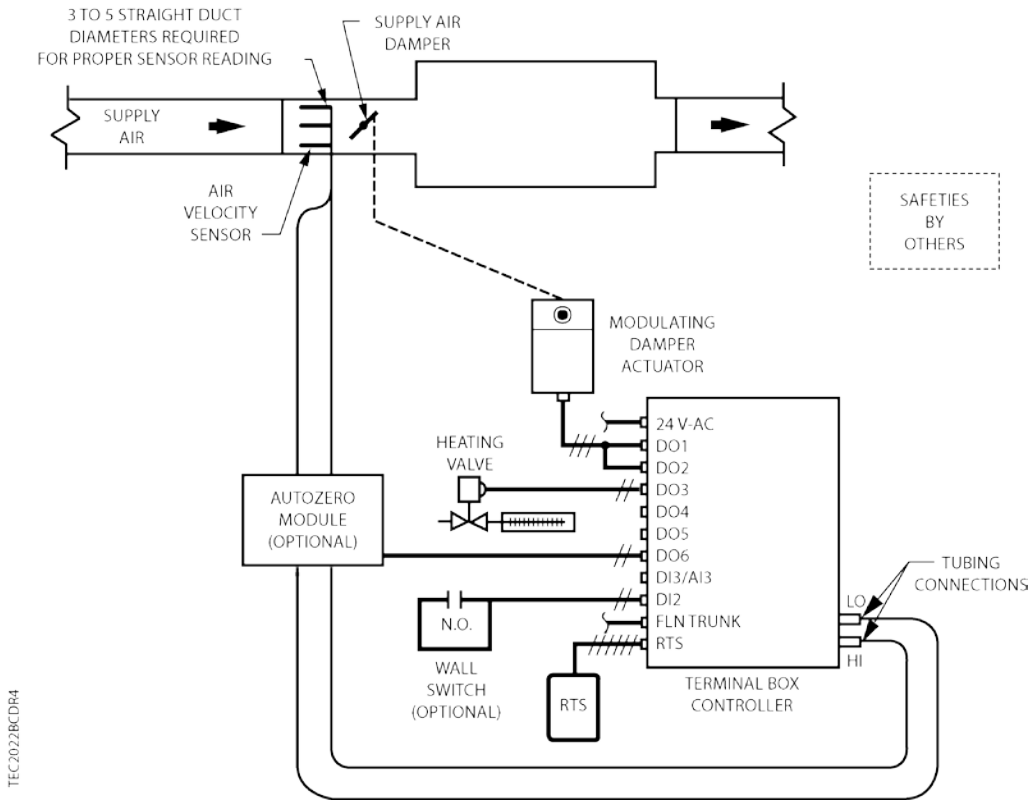 3 TO 5 STRAIGHT DUCT
DIAMETERS REQUIRED
FOR PROPER SENSOR READING
SUPPLY AIR
DAMPER
SUPPLY
AIR
AIR
VELOCITY
SENSOR
SAFETIES
BY
OTHERS
MODULATING
DAMPER
ACTUATOR
HEATING
VALVE
24 V-AC
DO1
DO2
DO3
DO4
DO5
DO6
DI3/AI3
DI2
FLN TRUNK
RTS
AUTOZERO
MODULE
(OPTIONAL)
N.O.
WALL
SWITCH
(OPTIONAL)
RTS
TERMINAL BOX
CONTROLLER
LO
HI
TUBING
CONNECTIONS
TEC2022BCDR4